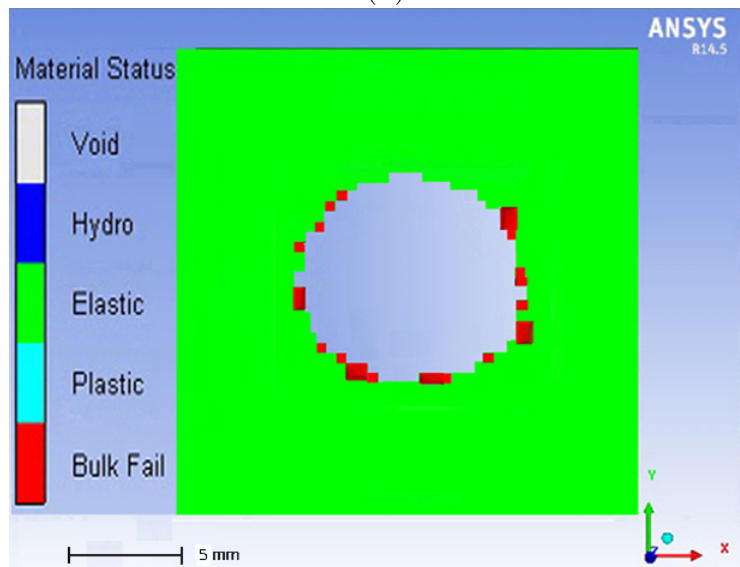 ANSYS
R14.5
Material Status
Void
Hydro
Elastic
Plastic
Bulk Fail
5 mm
Y
Z
X